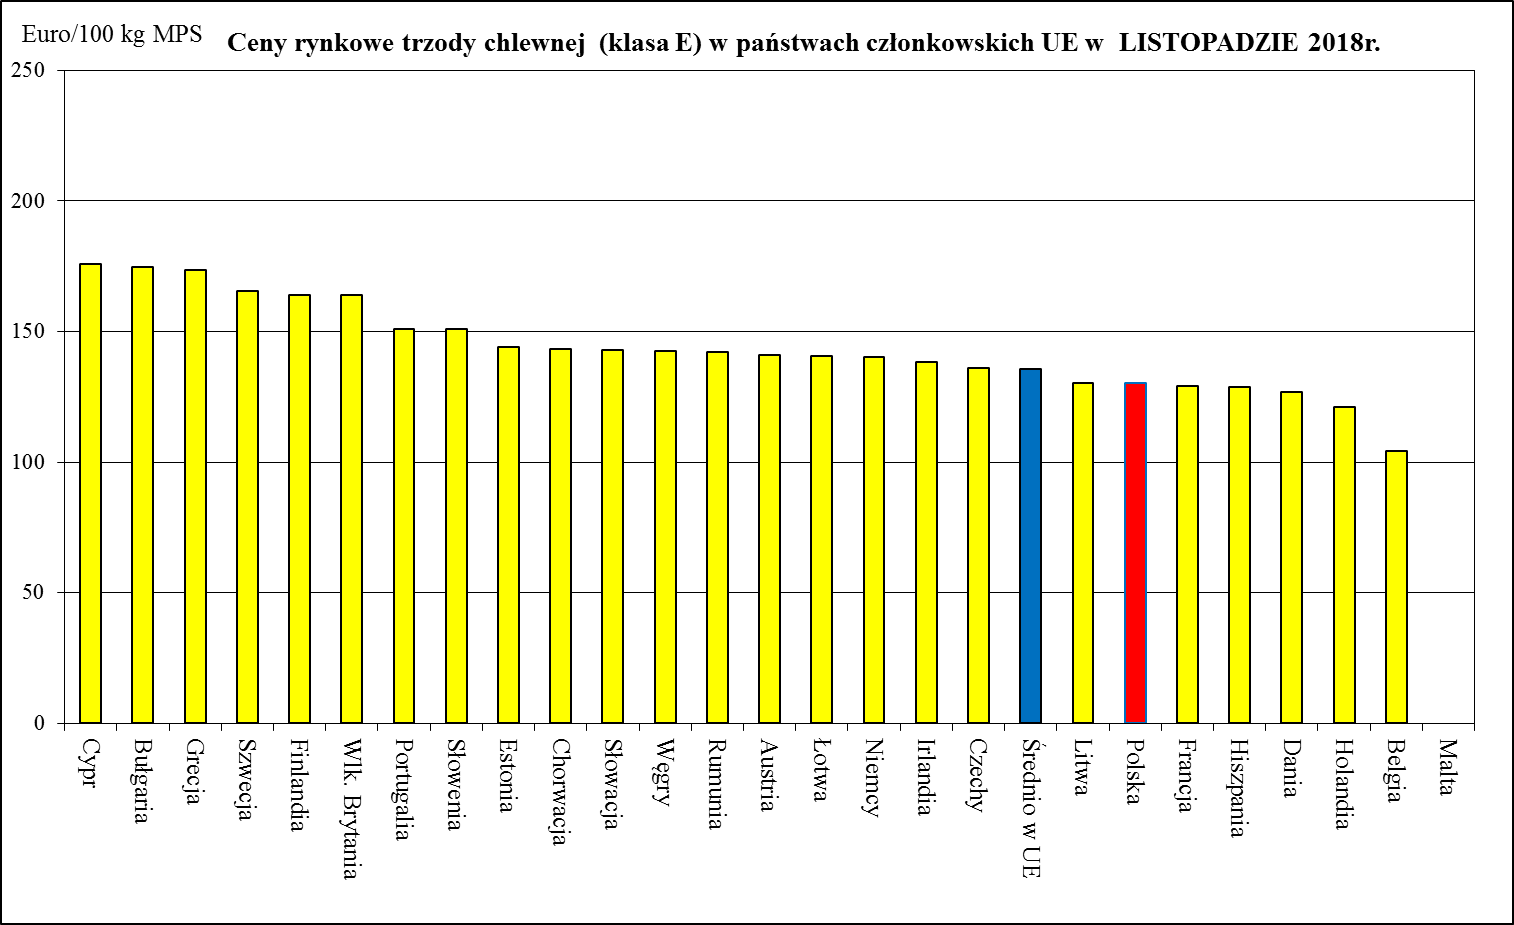 Euro/100 kg MPS
Ceny rynkowe trzody chlewnej (klasa E) w państwach członkowskich UE w LISTOPADZIE 2018r.
250
200
150
100
50
0
Cypr
Bułgaria
Grecja
Szwecja
Finlandia
Wlk. Brytania
Portugalia
Słowenia
Estonia
Chorwacja
Słowacja
Węgry
Rumunia
Austria
Łotwa
Niemcy
Irlandia
Czechy
Średnio w UE
Litwa
Polska
Francja
Hiszpania
Dania
Holandia
Belgia
Malta